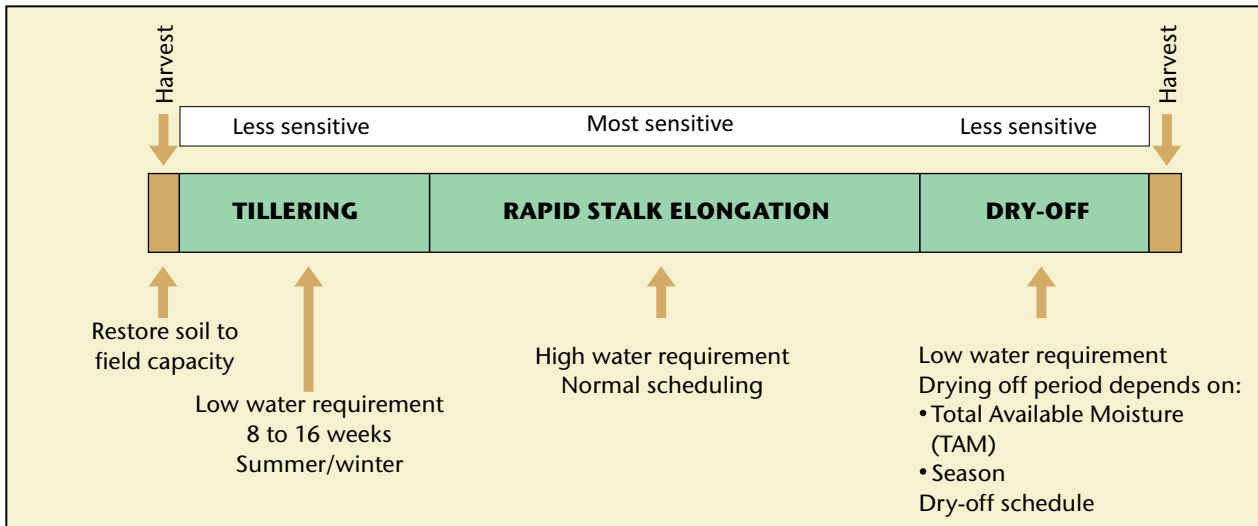 Harvest
Harvest
Less sensitive
Most sensitive
Less sensitive
TILLERING
RAPID STALK ELONGATION
DRY-OFF
Restore soil to
field capacity
Low water requirement
8 to 16 weeks
Summer/winter
High water requirement
Normal scheduling
Low water requirement
Drying off period depends on:
• Total Available Moisture
(TAM)
• Season
Dry-off schedule